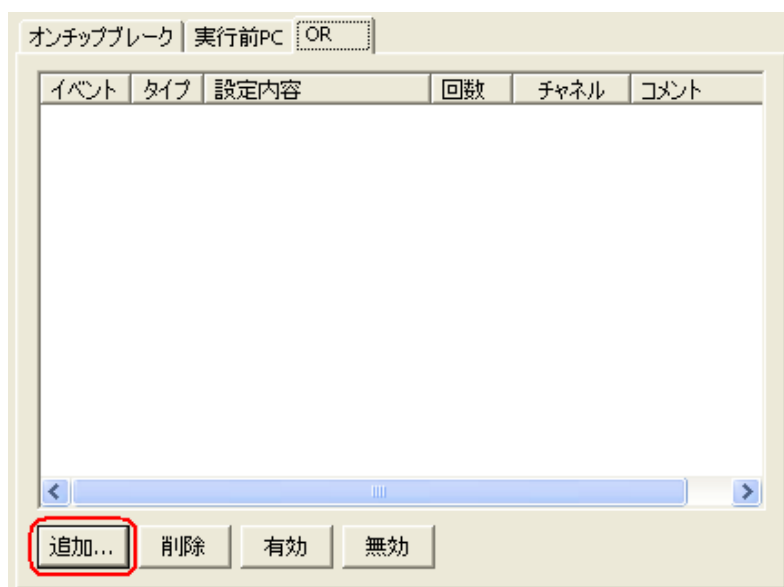 オンチップブレーク 実行前PC OR
イベント タイプ 設定内容 回数 チャネル コメント
追加... 削除 有効 無効